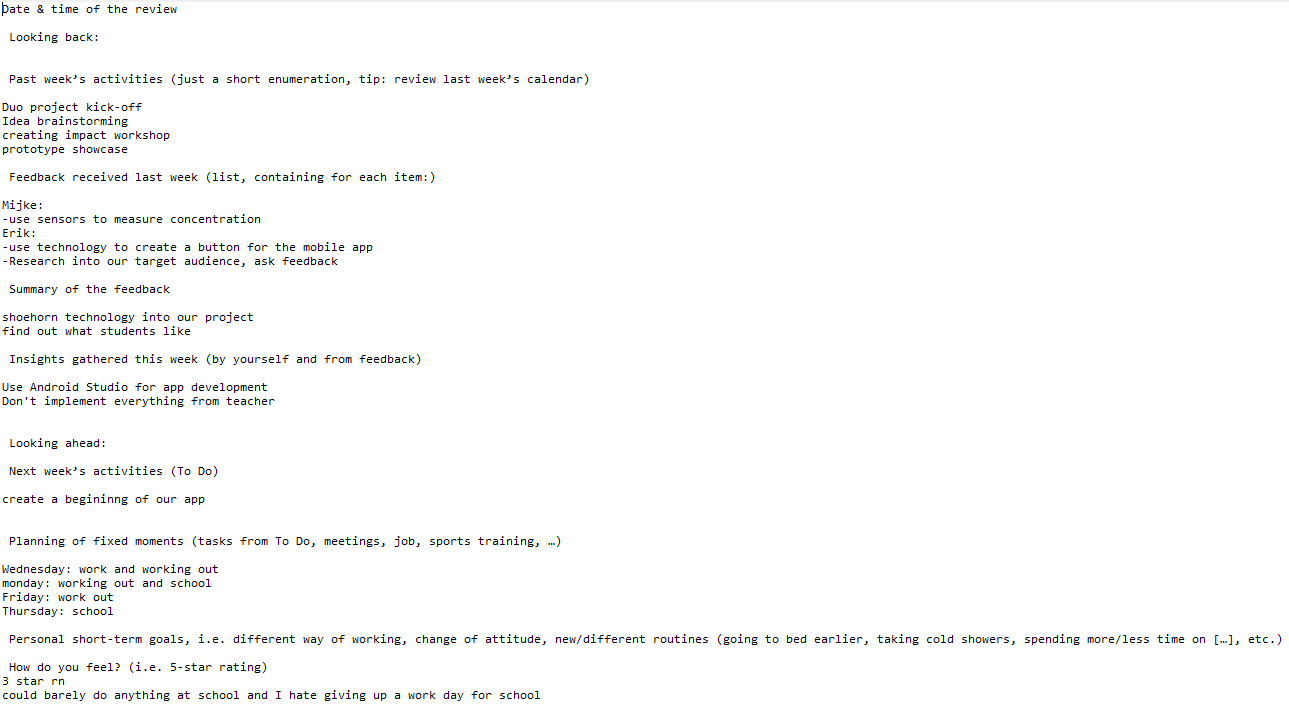 Date & time of the review
Looking back:
Past week’s activities (just a short enumeration, tip: review last week’s calendar)
Duo project kick-off
Idea brainstorming
creating impact workshop
prototype showcase
Feedback received last week (list, containing for each item:)
Mijke:
-use sensors to measure concentration
Erik:
-use technology to create a button for the mobile app
-Research into our target audience, ask feedback
Summary of the feedback
shoehorn technology into our project
find out what students like
Insights gathered this week (by yourself and from feedback)
Use Android Studio for app development
Don't implement everything from teacher
Looking ahead:
Next week’s activities (To Do)
create a begininng of our app
Planning of fixed moments (tasks from To Do, meetings, job, sports training, …)
Wednesday: work and working out
monday: working out and school
Friday: work out
Thursday: school
Personal short-term goals, i.e. different way of working, change of attitude, new/different routines (going to bed earlier, taking cold showers, spending more/less time on […], etc.)
How do you feel? (i.e. 5-star rating)
3 star rn
could barely do anything at school and I hate giving up a work day for school